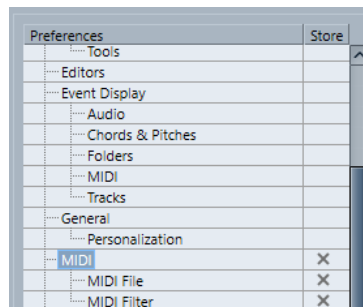 Preferences Store
Tools
Editors
Event Display
Audio
Chords & Pitches
Folders
MIDI
Tracks
General
Personalization
MIDI
MIDI File
MIDI Filter